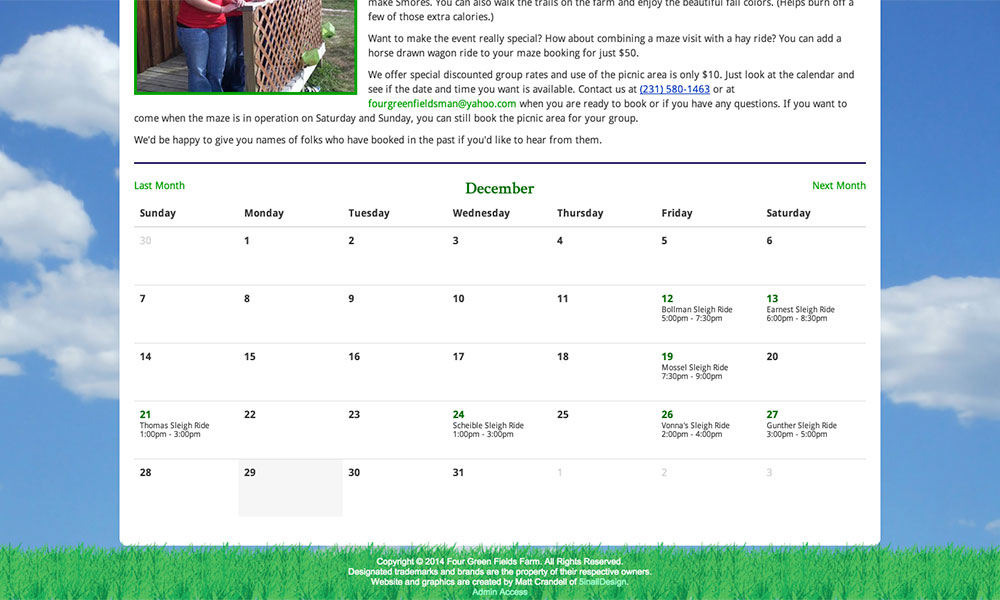 make Smores. You can also walk the trails on the farm and enjoy the beautiful fall colors. (Helps burn off a
few of those extra calories.)
Want to make the event really special? How about combining a maze visit with a hay ride? You can add a
horse drawn wagon ride to your maze booking for just $50.
We offer special discounted group rates and use of the picnic area is only $10. Just look at the calendar and
see if the date and time you want is available. Contact us at (231) 580-1463 or at
fourgreenfieldsman@yahoo.com when you are ready to book or if you have any questions. If you want to
come when the maze is in operation on Saturday and Sunday, you can still book the picnic area for your group.
We'd be happy to give you names of folks who have booked in the past if you'd like to hear from them.
Last Month December Next Month
Sunday Monday Tuesday Wednesday Thursday Friday Saturday
30 1 2 3 4 5 6
7 8 9 10 11 12 13
Bollman Sleigh Ride Earnest Sleigh Ride
5:00pm - 7:30pm 6:00pm - 8:30pm
14 15 16 17 18 19 20
Mossel Sleigh Ride
7:30pm - 9:00pm
21 22 23 24 25 26 27
Thomas Sleigh Ride Scheible Sleigh Ride Vonna's Sleigh Ride Gunther Sleigh Ride
1:00pm - 3:00pm 1:00pm - 3:00pm 2:00pm - 4:00pm 3:00pm - 5:00pm
28 29 30 31 1 2 3
Copyright © 2014 Four Green Fields Farm. All Rights Reserved.
Designated trademarks and brands are the property of their respective owners.
Website and graphics are created by Matt Crandell of 5inallDesign.
Admin Access